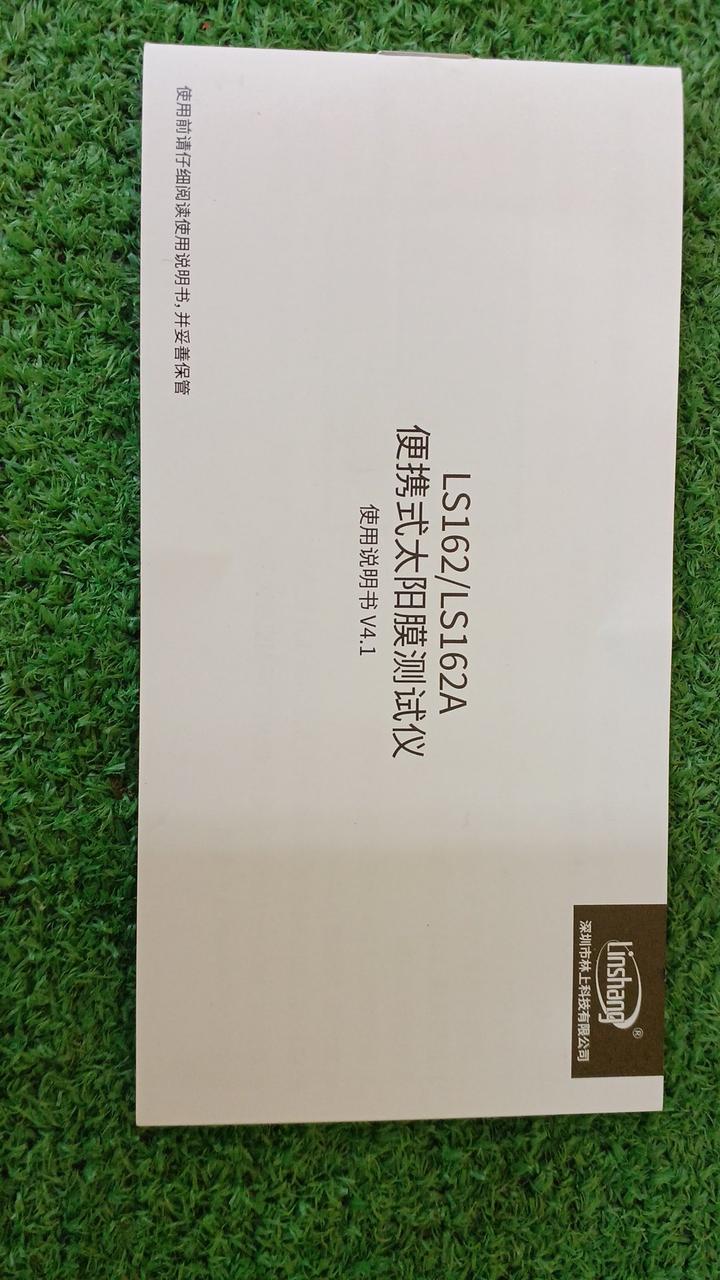 Linshang®
深圳市林上科技有限公司
LS162/LS162A
便携式太阳膜测试仪
使用说明书 V4.1
使用前请仔细阅读使用说明书,并妥善保管